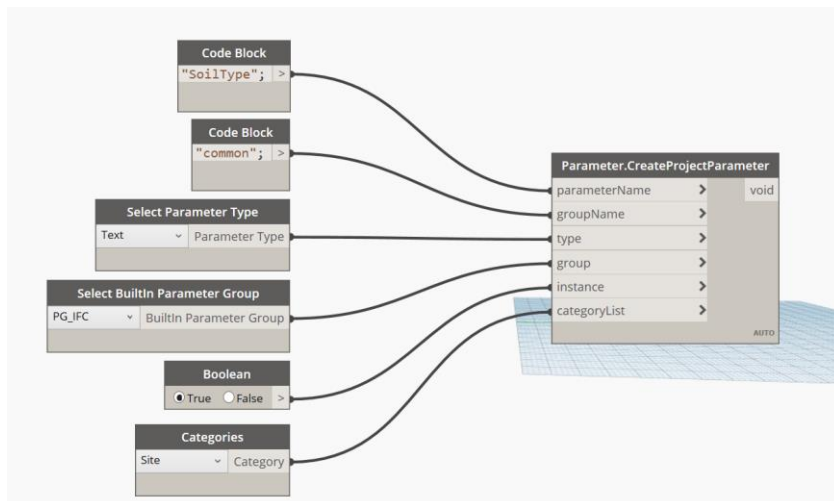 Code Block
"SoilType"; >
Code Block
"common"; >
Select Parameter Type
Text Parameter Type
Select BuiltIn Parameter Group
PG_IFC BuiltIn Parameter Group
Boolean
True False >
Categories
Site Category
Parameter.CreateProjectParameter
parameterName > void
groupName >
type >
group >
instance >
categoryList >
AUTO